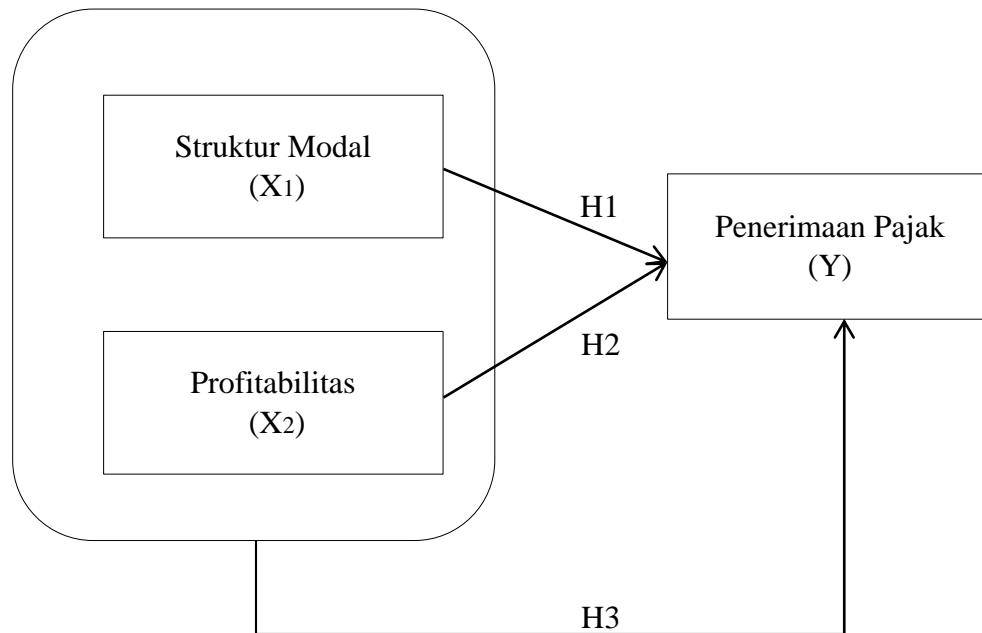 Struktur Modal
(X1)
H1
Penerimaan Pajak
(Y)
H2
Profitabilitas
(X2)
H3